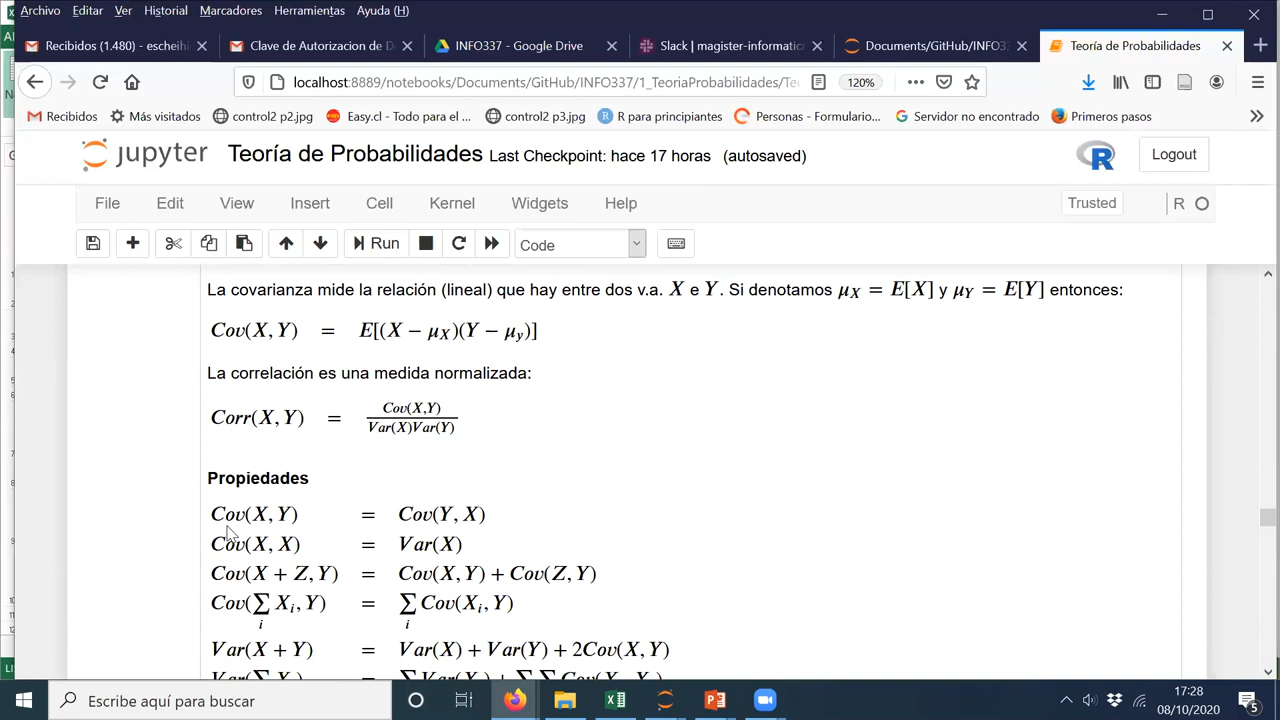 Archivo Editar Ver Historial Marcadores Herramientas Ayuda (H)
Recibidos (1.480) - escheih
Clave de Autorizacion de D
INFO337 - Google Drive
Slack | magister-informatic
Documents/GitHub/INFO3
Teoría de Probabilidades
localhost:8889/notebooks/Documents/GitHub/INFO337/1_TeoriaProbabilidades/Te
120%
Recibidos
Más visitados
control2 p2.jpg
Easy.cl - Todo para el ...
control2 p3.jpg
R para principiantes
Personas - Formulario...
Servidor no encontrado
Primeros pasos
jupyter Teoría de Probabilidades Last Checkpoint: hace 17 horas (autosaved)
Logout
File Edit View Insert Cell Kernel Widgets Help
Trusted
R
Run
Code
La covarianza mide la relación (lineal) que hay entre dos v.a. X e Y. Si denotamos μ_X = E[X] y μ_Y = E[Y] entonces:
Cov(X, Y) = E[(X − μ_X)(Y − μ_y)]
La correlación es una medida normalizada:
Corr(X, Y) = Cov(X,Y) / Var(X)Var(Y)
Propiedades
Cov(X, Y) = Cov(Y, X)
Cov(X, X) = Var(X)
Cov(X + Z, Y) = Cov(X, Y) + Cov(Z, Y)
Cov(∑_i X_i, Y) = ∑_i Cov(X_i, Y)
Var(X + Y) = Var(X) + Var(Y) + 2Cov(X, Y)
Escribe aquí para buscar
17:28
08/10/2020
5